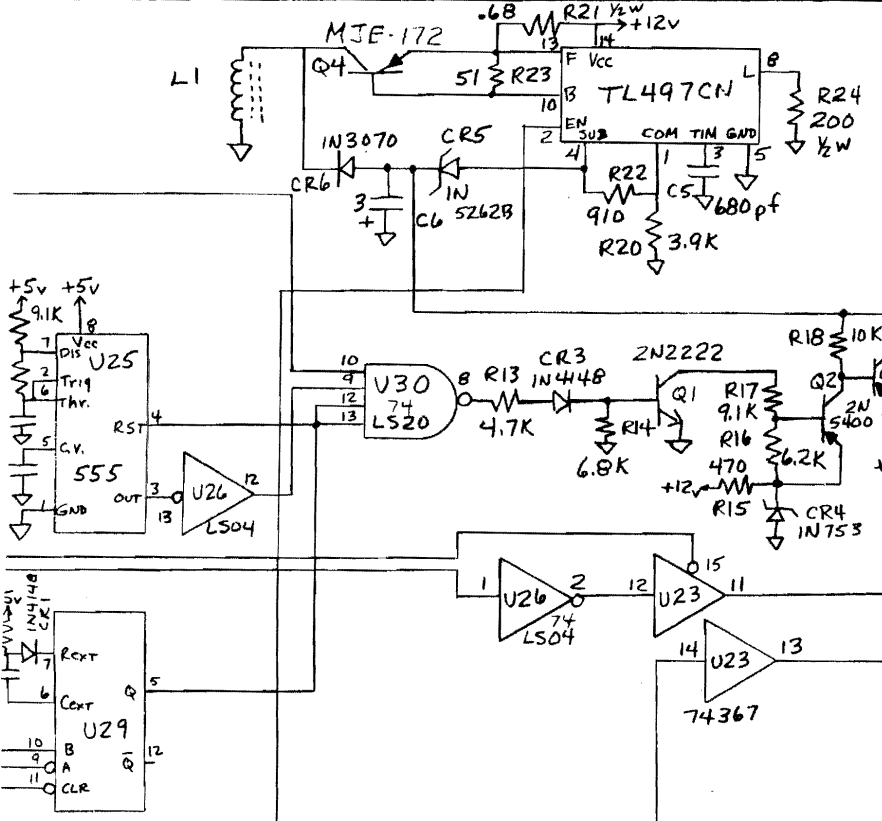 .68 R21 ½W +12V
MJE-172
13 14
Q4 51 R23 F Vcc L 8
L1
TL497CN
R24
200
½W
10 B
2 EN
SUB COM TIM GND
4 1 3 5
1N3070 CR5
CR6
3
+
C6 1N
5262B
R22
910
C5
680pf
R20 3.9K
+5v +5v
9.1K
8
Vcc
7 DIS
U25
2 Trig
6 Thr.
RST 4
5 C.V.
555
OUT 3
1 GND
13
U26
12
LS04
10
9
12
13
U30
74
LS20
8
R13
4.7K
CR3
1N4148
R14
6.8K
2N2222
Q1
R18 10K
Q2
2N
5400
R17
9.1K
R16
6.2K
470
+12v
R15
CR4
1N753
+
5v
1N4148
CR1
7 Rext
6 Cext
Q 5
U29
10 B
9 A
Q̅ 12
11 CLR
1 U26 2
74
LS04
12 U23 11
15
14 U23 13
74367